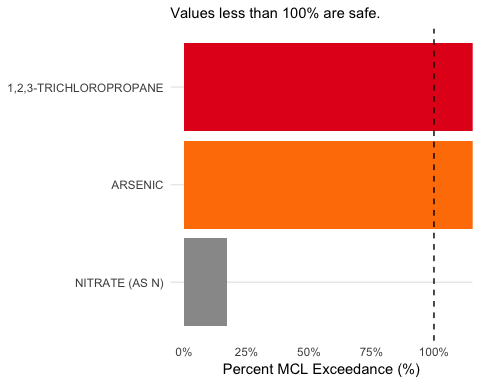 Values less than 100% are safe.
1,2,3-TRICHLOROPROPANE
ARSENIC
NITRATE (AS N)
0% 25% 50% 75% 100%
Percent MCL Exceedance (%)